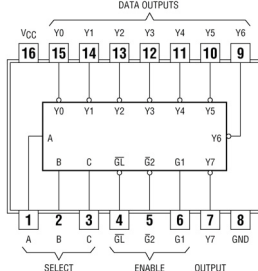 DATA OUTPUTS
VCC Y0 Y1 Y2 Y3 Y4 Y5 Y6
16 15 14 13 12 11 10 9
Y0 Y1 Y2 Y3 Y4 Y5
A Y6
B C G̅L̅ G̅2 G1 Y7
1 2 3 4 5 6 7 8
A B C G̅L̅ G̅2 G1 Y7 GND
SELECT ENABLE OUTPUT